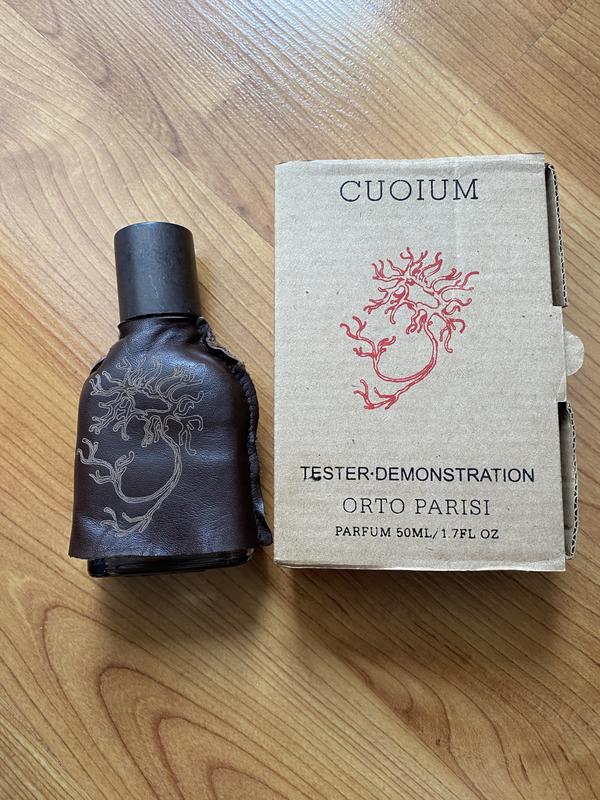 CUOIUM
TESTER·DEMONSTRATION
ORTO PARISI
PARFUM 50ML/1.7FL OZ